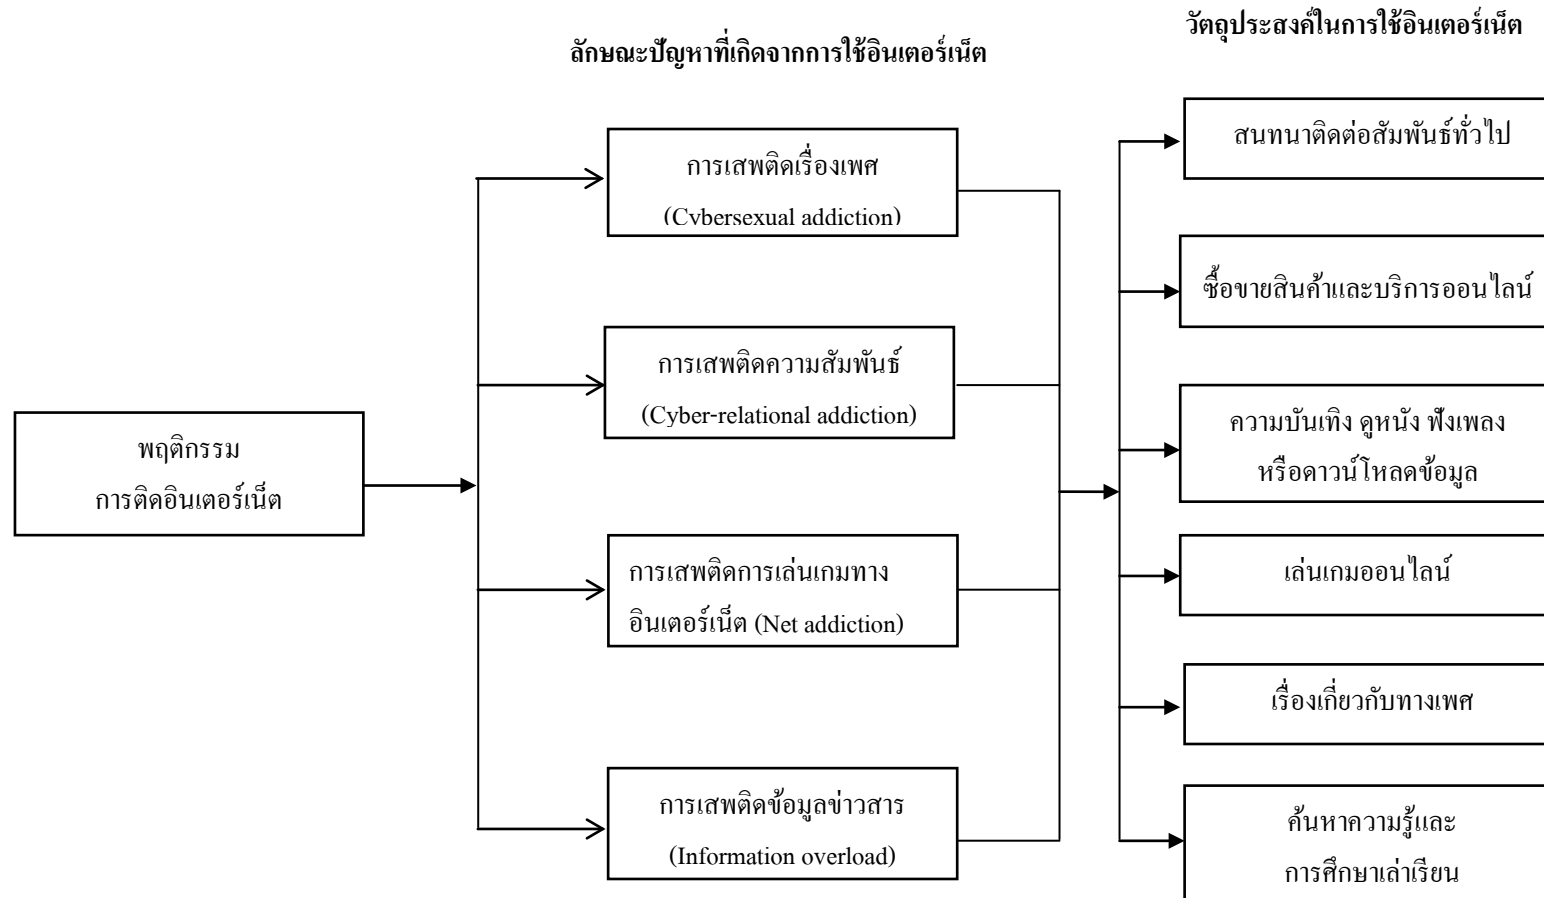 วัตถุประสงค์ในการใช้อินเตอร์เน็ต
ลักษณะปัญหาที่เกิดจากการใช้อินเตอร์เน็ต
พฤติกรรม
การติดอินเตอร์เน็ต
การเสพติดเรื่องเพศ
(Cybersexual addiction)
การเสพติดความสัมพันธ์
(Cyber-relational addiction)
การเสพติดการเล่นเกมทาง
อินเตอร์เน็ต (Net addiction)
การเสพติดข้อมูลข่าวสาร
(Information overload)
สนทนาติดต่อสัมพันธ์ทั่วไป
ซื้อขายสินค้าและบริการออนไลน์
ความบันเทิง ดูหนัง ฟังเพลง
หรือดาวน์โหลดข้อมูล
เล่นเกมออนไลน์
เรื่องเกี่ยวกับทางเพศ
ค้นหาความรู้และ
การศึกษาเล่าเรียน